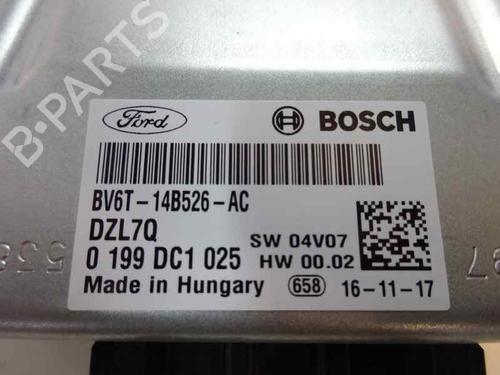 B-PARTS
Ford BOSCH
BV6T-14B526-AC
DZL7Q
0 199 DC1 025 SW 04V07
HW 00.02
Made in Hungary 658 16-11-17